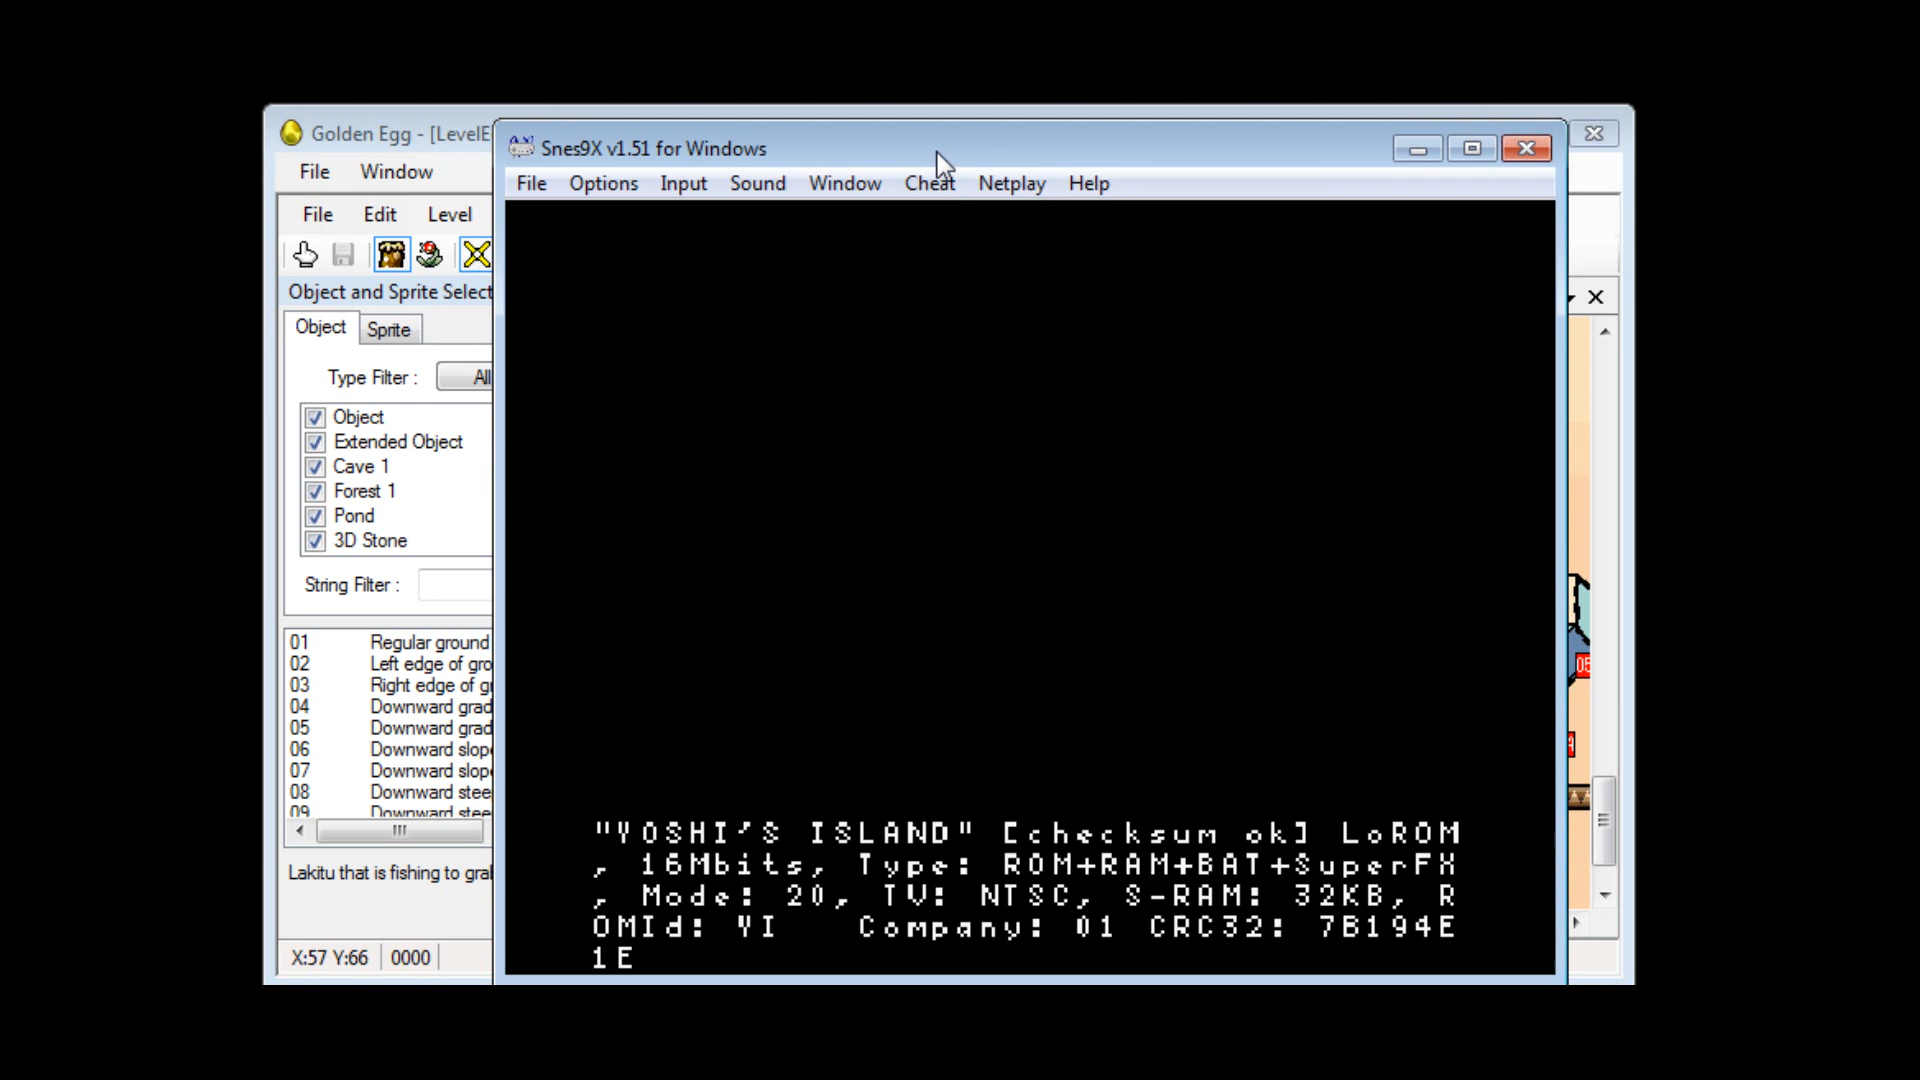 Golden Egg - [LevelE
Snes9X v1.51 for Windows
File Window
File Options Input Sound Window Cheat Netplay Help
File Edit Level
Object and Sprite Select
Object Sprite
Type Filter : All
Object
Extended Object
Cave 1
Forest 1
Pond
3D Stone
String Filter :
01 Regular ground
02 Left edge of gro
03 Right edge of g
04 Downward grad
05 Downward grad
06 Downward slop
07 Downward slop
08 Downward stee
09 Downward stee
Lakitu that is fishing to gral
X:57 Y:66 0000
"YOSHI'S ISLAND" [checksum ok] LoROM
, 16Mbits, Type: ROM+RAM+BAT+SuperFX
, Mode: 20, TV: NTSC, S-RAM: 32KB, R
OMId: YI Company: 01 CRC32: 7B194E
1E
05